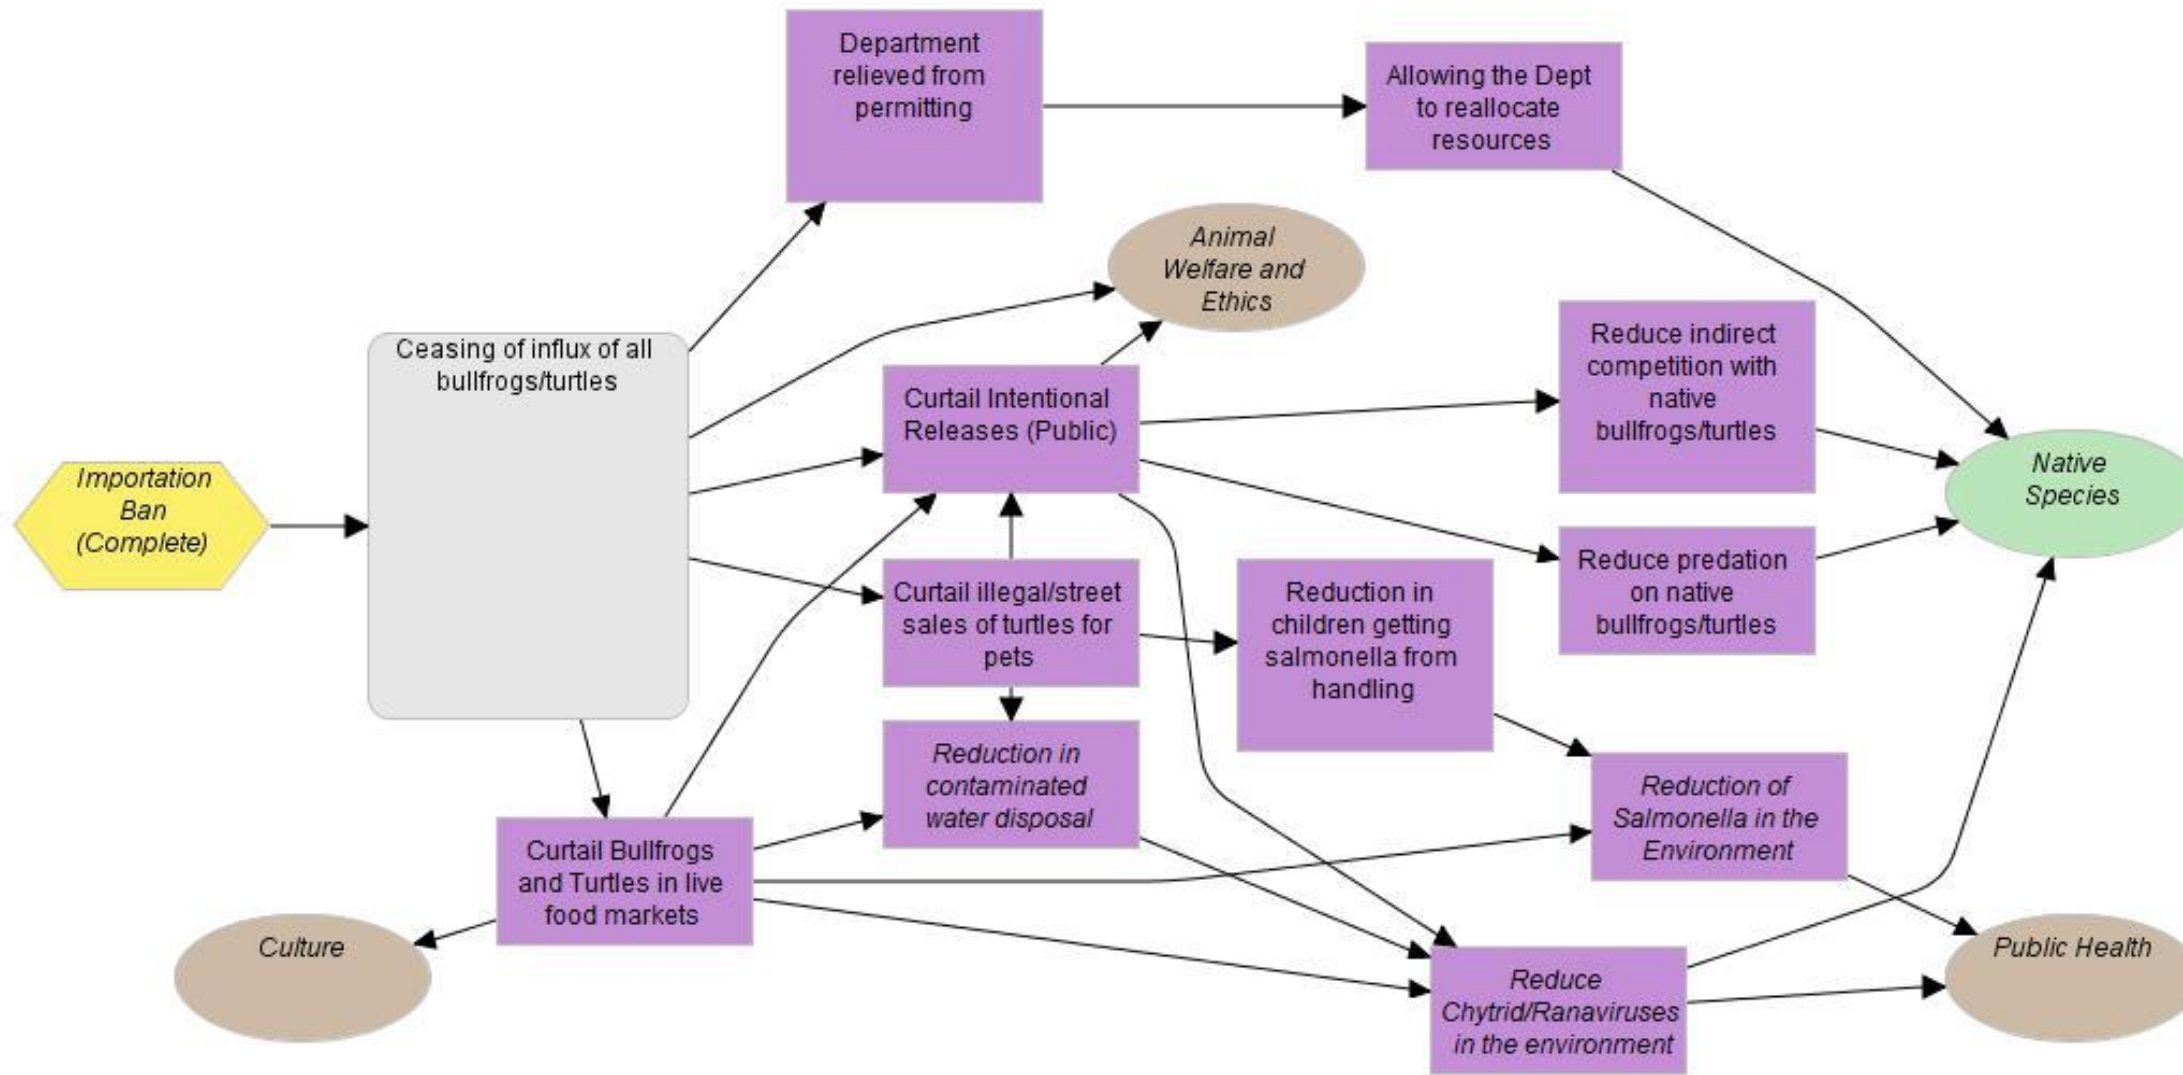 Department
relieved from
permitting
Allowing the Dept
to reallocate
resources
Animal
Welfare and
Ethics
Ceasing of influx of all
bullfrogs/turtles
Reduce indirect
competition with
native
bullfrogs/turtles
Curtail Intentional
Releases (Public)
Importation
Ban
(Complete)
Native
Species
Reduce predation
on native
bullfrogs/turtles
Curtail illegal/street
sales of turtles for
pets
Reduction in
children getting
salmonella from
handling
Reduction in
contaminated
water disposal
Reduction of
Salmonella in the
Environment
Curtail Bullfrogs
and Turtles in live
food markets
Culture
Public Health
Reduce
Chytrid/Ranaviruses
in the environment